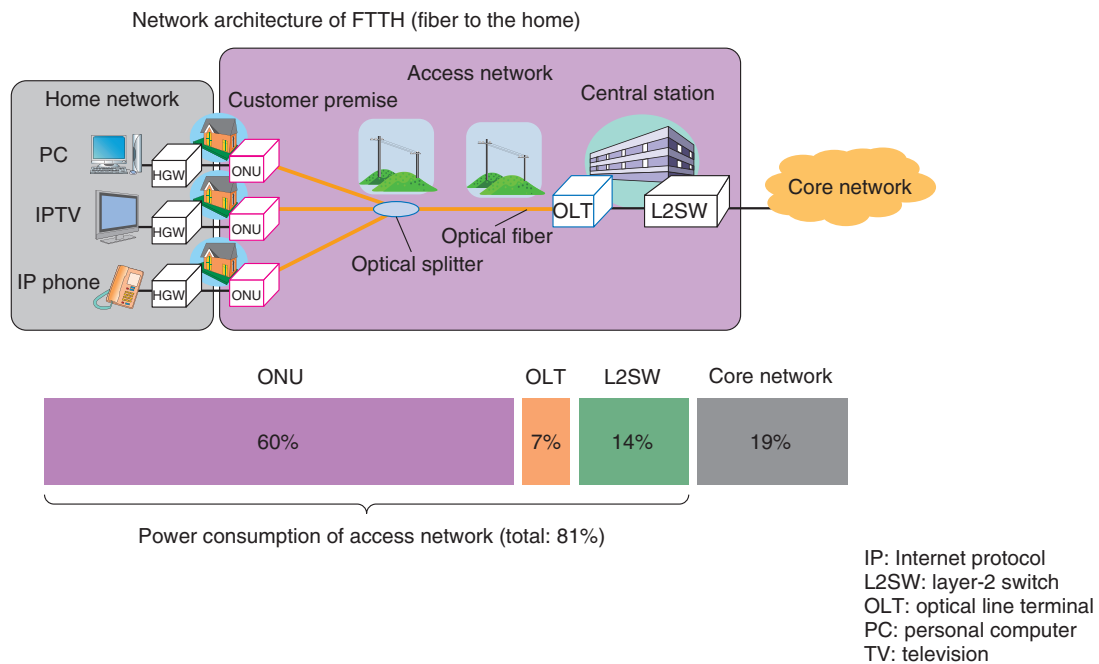 Network architecture of FTTH (fiber to the home)
Access network
Home network
Customer premise
Central station
PC
HGW
ONU
IPTV
HGW
ONU
OLT
L2SW
Core network
Optical fiber
Optical splitter
IP phone
HGW
ONU
ONU
OLT
L2SW
Core network
60%
7%
14%
19%
Power consumption of access network (total: 81%)
IP: Internet protocol
L2SW: layer-2 switch
OLT: optical line terminal
PC: personal computer
TV: television